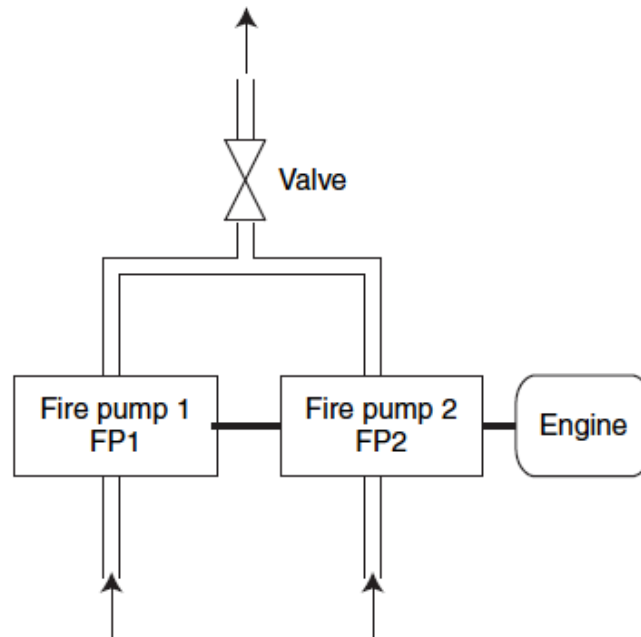 Valve
Fire pump 1
FP1
Fire pump 2
FP2
Engine